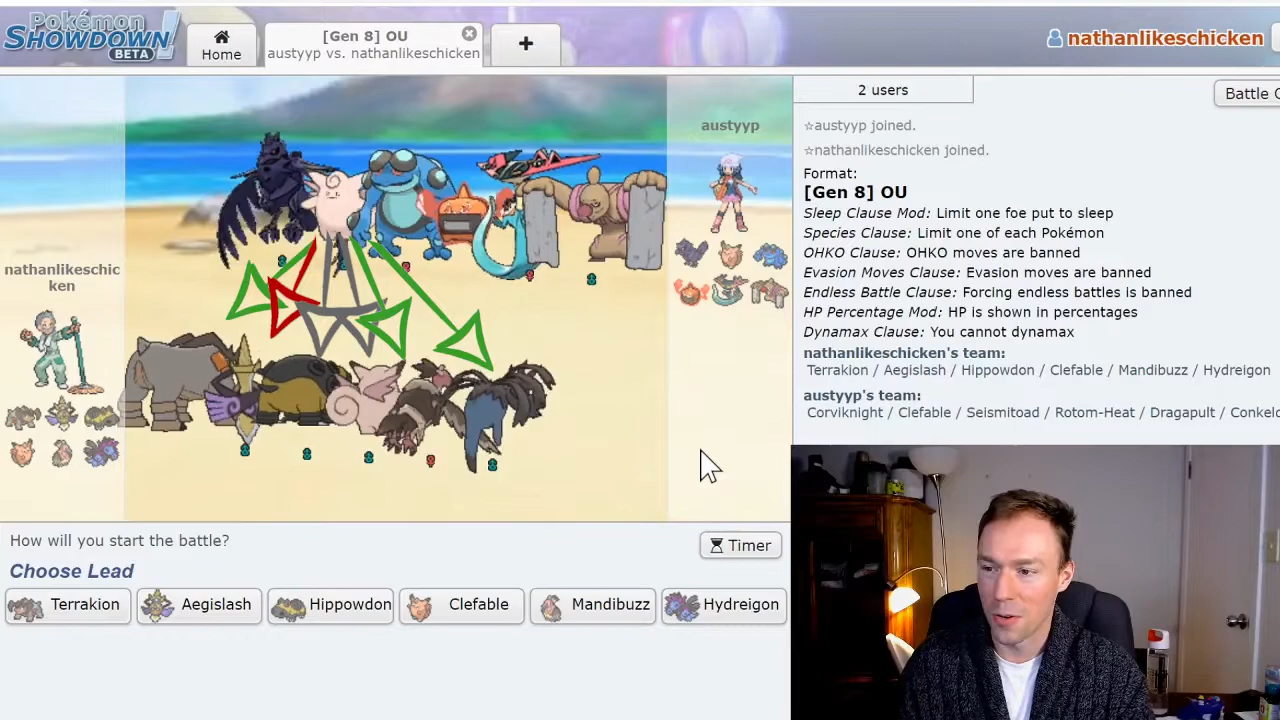 Pokémon
SHOWDOWN!
BETA
Home
[Gen 8] OU
austyyp vs. nathanlikeschicken
+
nathanlikeschicken
nathanlikeschic
ken
austyyp
2 users
Battle
☆austyyp joined.
☆nathanlikeschicken joined.
Format:
[Gen 8] OU
Sleep Clause Mod: Limit one foe put to sleep
Species Clause: Limit one of each Pokémon
OHKO Clause: OHKO moves are banned
Evasion Moves Clause: Evasion moves are banned
Endless Battle Clause: Forcing endless battles is banned
HP Percentage Mod: HP is shown in percentages
Dynamax Clause: You cannot dynamax
nathanlikeschicken's team:
Terrakion / Aegislash / Hippowdon / Clefable / Mandibuzz / Hydreigon
austyyp's team:
Corviknight / Clefable / Seismitoad / Rotom-Heat / Dragapult /
How will you start the battle?
Timer
Choose Lead
Terrakion
Aegislash
Hippowdon
Clefable
Mandibuzz
Hydreigon